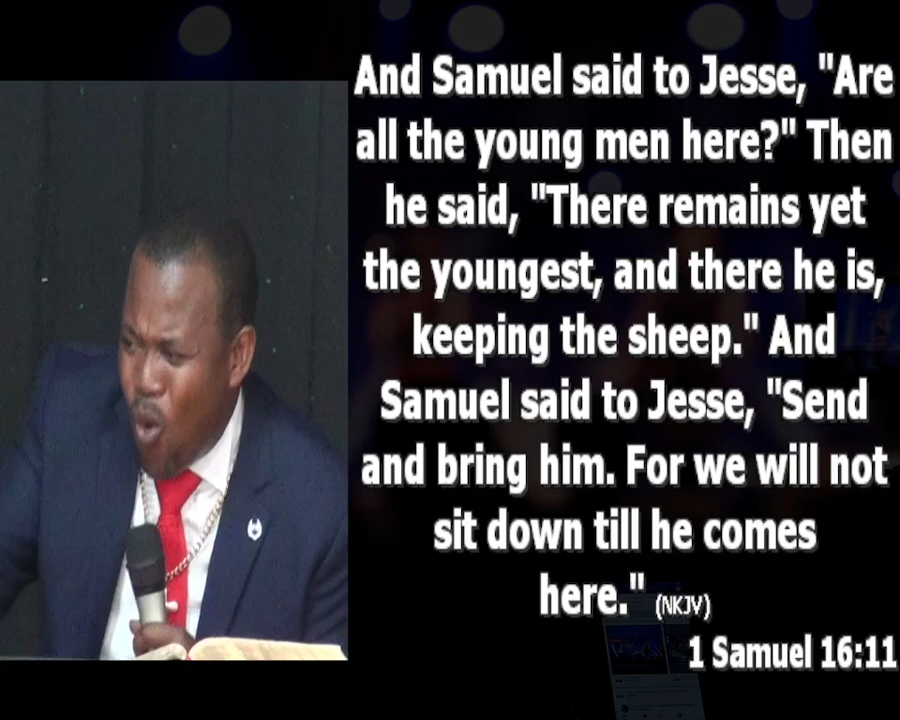 And Samuel said to Jesse, "Are
all the young men here?" Then
he said, "There remains yet
the youngest, and there he is,
keeping the sheep." And
Samuel said to Jesse, "Send
and bring him. For we will not
sit down till he comes
here." (NKJV)
1 Samuel 16:11